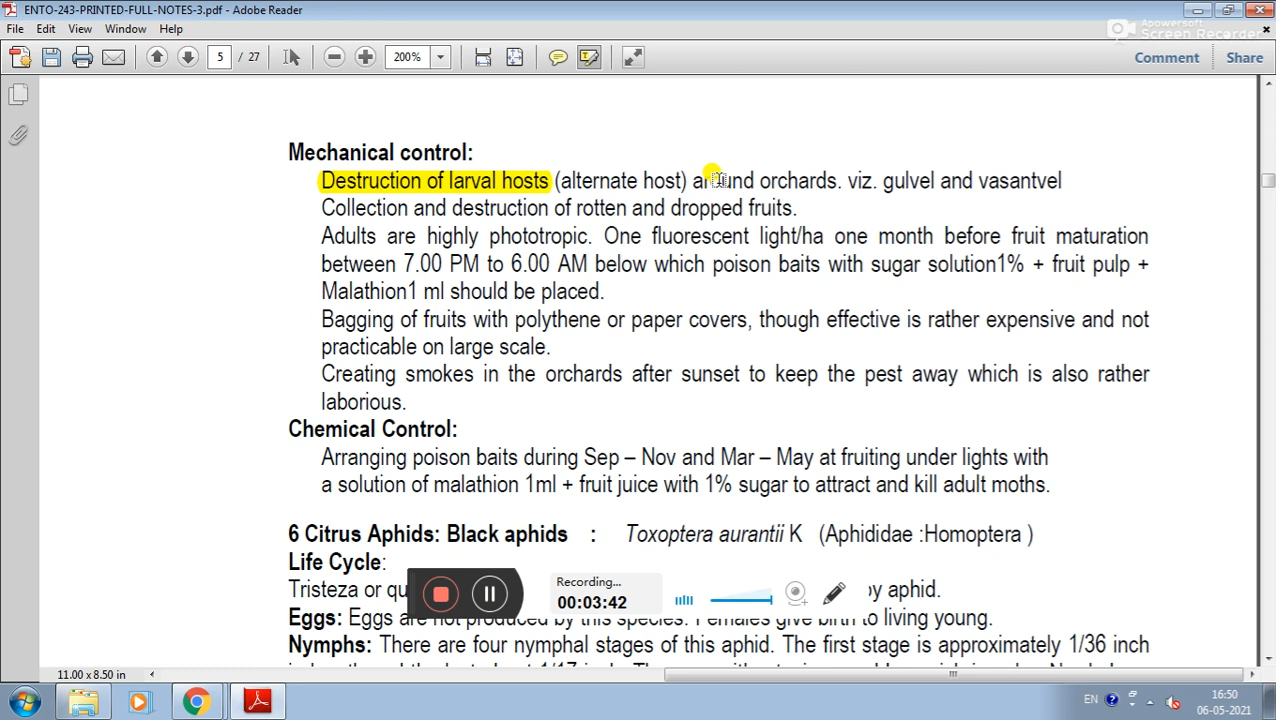 ENTO-243-PRINTED-FULL-NOTES-3.pdf - Adobe Reader
Apowersoft
Screen Recorder
File Edit View Window Help
5 / 27 200% Comment Share
Mechanical control:
Destruction of larval hosts (alternate host) around orchards. viz. gulvel and vasantvel
Collection and destruction of rotten and dropped fruits.
Adults are highly phototropic. One fluorescent light/ha one month before fruit maturation
between 7.00 PM to 6.00 AM below which poison baits with sugar solution1% + fruit pulp +
Malathion1 ml should be placed.
Bagging of fruits with polythene or paper covers, though effective is rather expensive and not
practicable on large scale.
Creating smokes in the orchards after sunset to keep the pest away which is also rather
laborious.
Chemical Control:
Arranging poison baits during Sep – Nov and Mar – May at fruiting under lights with
a solution of malathion 1ml + fruit juice with 1% sugar to attract and kill adult moths.
6 Citrus Aphids: Black aphids : Toxoptera aurantii K (Aphididae :Homoptera )
Life Cycle:
Tristeza or qu by aphid.
Recording...
00:03:42
Eggs: Eggs are not produced by this species. Females give birth to living young.
Nymphs: There are four nymphal stages of this aphid. The first stage is approximately 1/36 inch
11.00 x 8.50 in
EN 16:50
06-05-2021